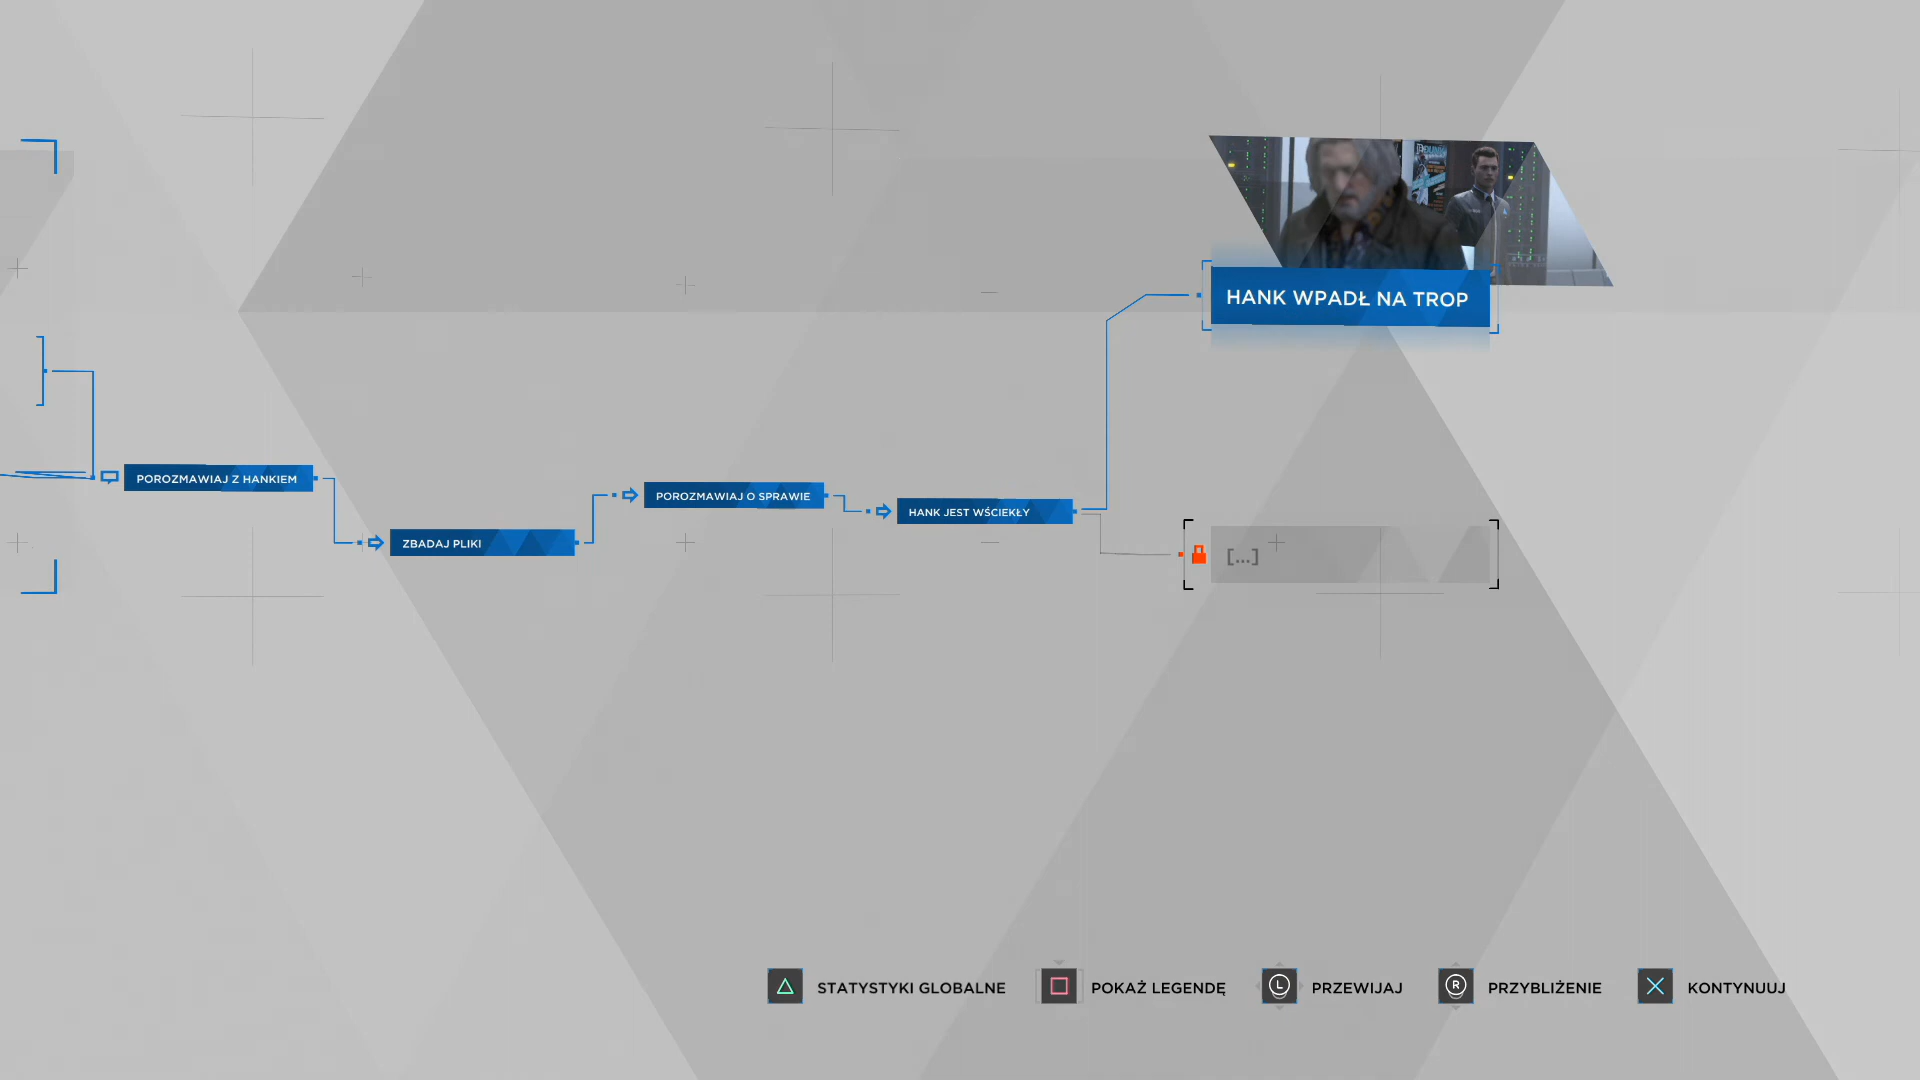 HANK WPADŁ NA TROP
POROZMAWIAJ Z HANKIEM
ZBADAJ PLIKI
POROZMAWIAJ O SPRAWIE
HANK JEST WŚCIEKŁY
[...]
STATYSTYKI GLOBALNE
POKAŻ LEGENDĘ
L
PRZEWIJAJ
R
PRZYBLIŻENIE
KONTYNUUJ